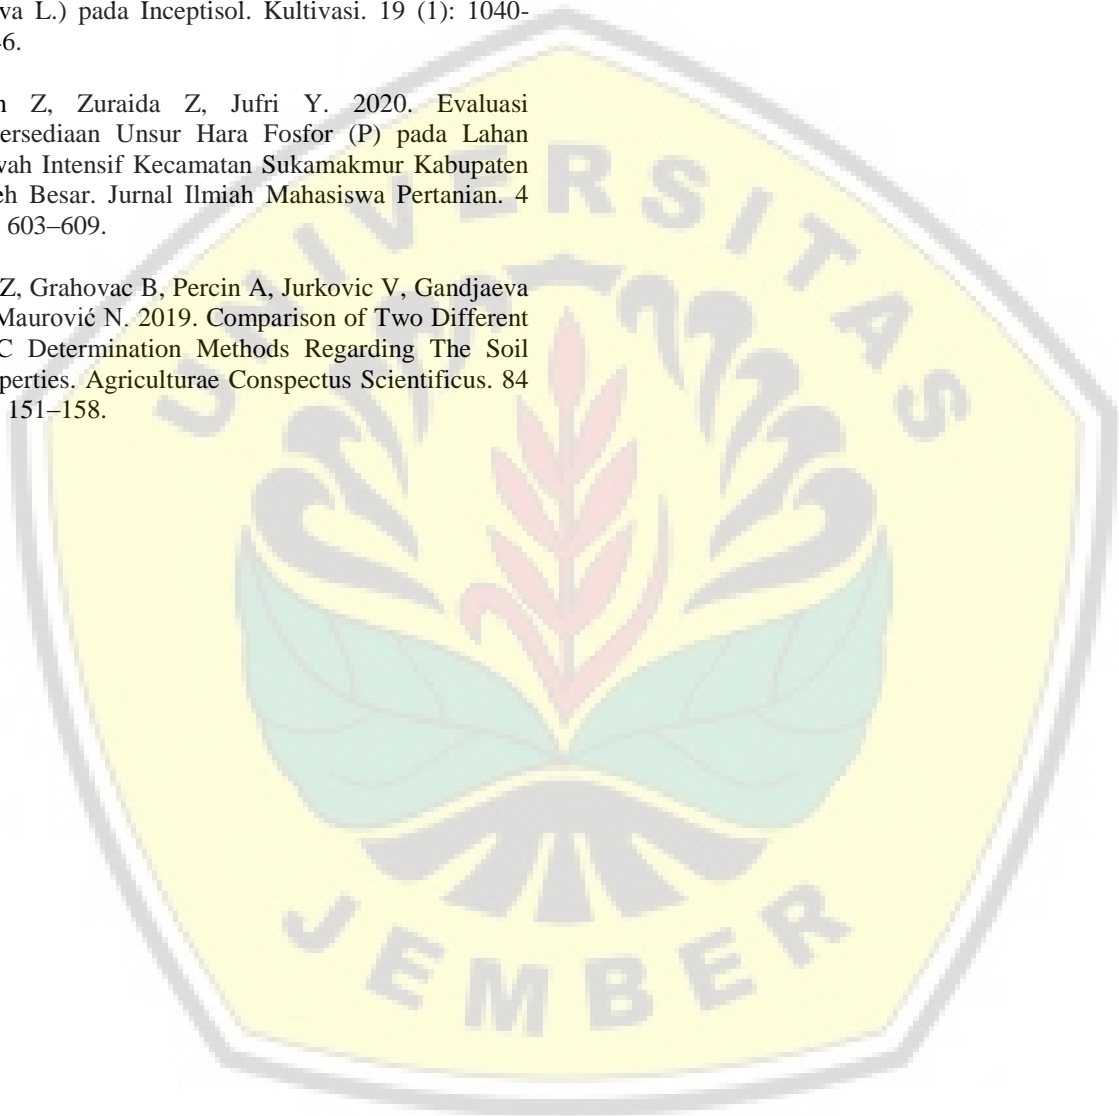 va L.) pada Inceptisol. Kultivasi. 19 (1): 1040-
6.
n Z, Zuraida Z, Jufri Y. 2020. Evaluasi
ersediaan Unsur Hara Fosfor (P) pada Lahan
wah Intensif Kecamatan Sukamakmur Kabupaten
eh Besar. Jurnal Ilmiah Mahasiswa Pertanian. 4
603–609.
Z, Grahovac B, Percin A, Jurkovic V, Gandjaeva
Maurović N. 2019. Comparison of Two Different
C Determination Methods Regarding The Soil
perties. Agriculturae Conspectus Scientificus. 84
151–158.
UNIVERSITAS
JEMBER